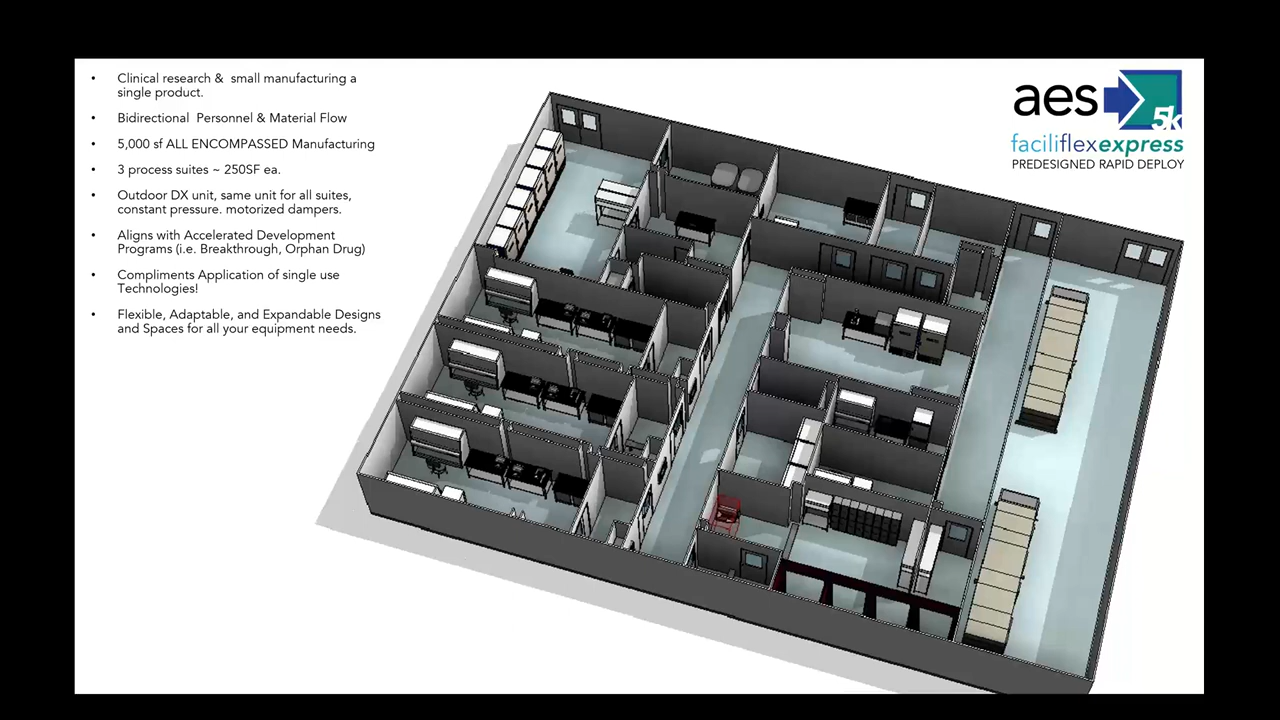 • Clinical research &  small manufacturing a
single product.
• Bidirectional  Personnel & Material Flow
• 5,000 sf ALL ENCOMPASSED Manufacturing
• 3 process suites ~ 250SF ea.
• Outdoor DX unit, same unit for all suites,
constant pressure. motorized dampers.
• Aligns with Accelerated Development
Programs (i.e. Breakthrough, Orphan Drug)
• Compliments Application of single use
Technologies!
• Flexible, Adaptable, and Expandable Designs
and Spaces for all your equipment needs.
aes 5k
faciliflexexpress
PREDESIGNED RAPID DEPLOY